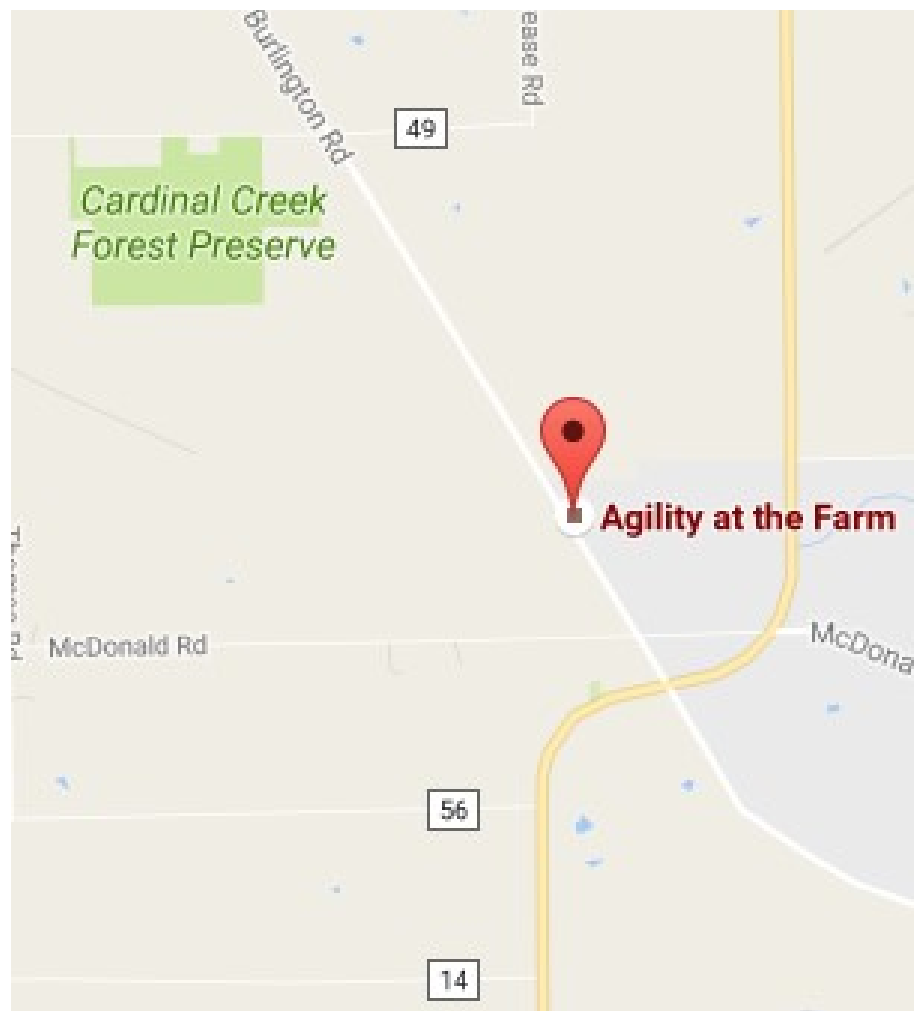 Burlington Rd
ease Rd
49
Cardinal Creek
Forest Preserve
Agility at the Farm
McDonald Rd
McDona
56
14